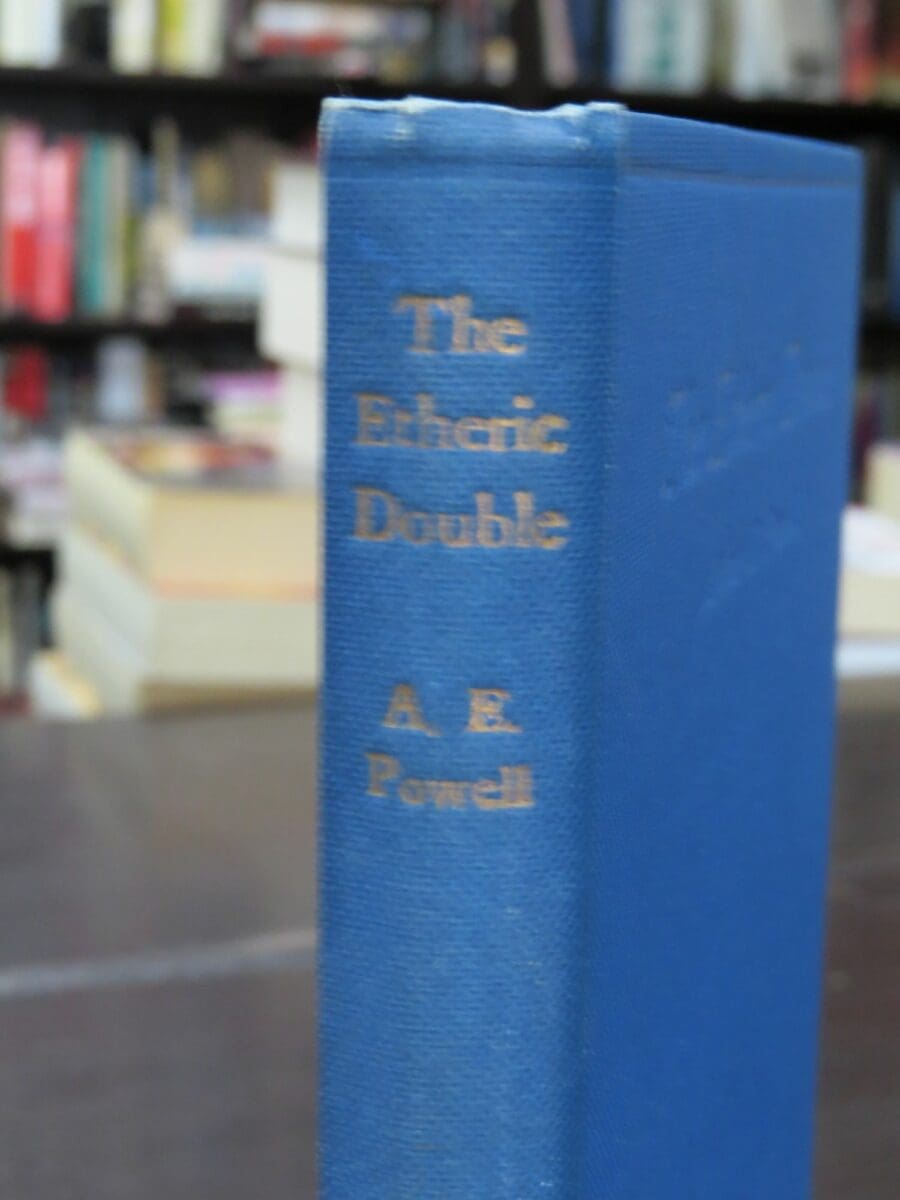 The
Etheric
Double
A. E.
Powell